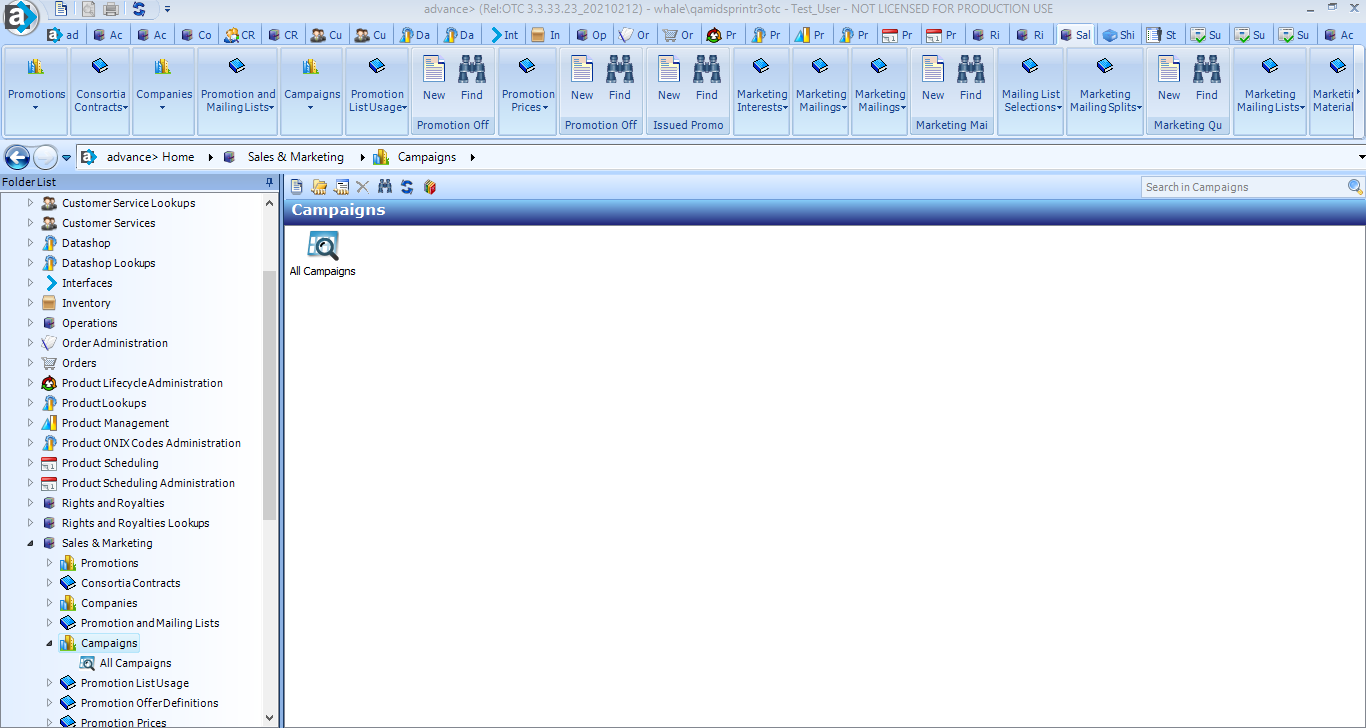 advance> (Rel:OTC 3.3.33.23_20210212) - whale\qamidsprintr3otc - Test_User - NOT LICENSED FOR PRODUCTION USE
ad Ac Ac Co CR CR Cu Cu Da Da Int In Op Or Or Pr Pr Pr Pr Pr Pr Ri Ri Sal Shi St Su Su Su Ac
Promotions
Consortia Contracts
Companies
Promotion and Mailing Lists
Campaigns
Promotion List Usage
New Find
Promotion Off
Promotion Prices
New Find
Promotion Off
New Find
Issued Promo
Marketing Interests
Marketing Mailings
Marketing Mailings
New Find
Marketing Mai
Mailing List Selections
Marketing Mailing Splits
New Find
Marketing Qu
Marketing Mailing Lists
Marketi Material
advance> Home Sales & Marketing Campaigns
Folder List
Search in Campaigns
Campaigns
All Campaigns
Customer Service Lookups
Customer Services
Datashop
Datashop Lookups
Interfaces
Inventory
Operations
Order Administration
Orders
Product Lifecycle Administration
Product Lookups
Product Management
Product ONIX Codes Administration
Product Scheduling
Product Scheduling Administration
Rights and Royalties
Rights and Royalties Lookups
Sales & Marketing
Promotions
Consortia Contracts
Companies
Promotion and Mailing Lists
Campaigns
All Campaigns
Promotion List Usage
Promotion Offer Definitions
Promotion Prices